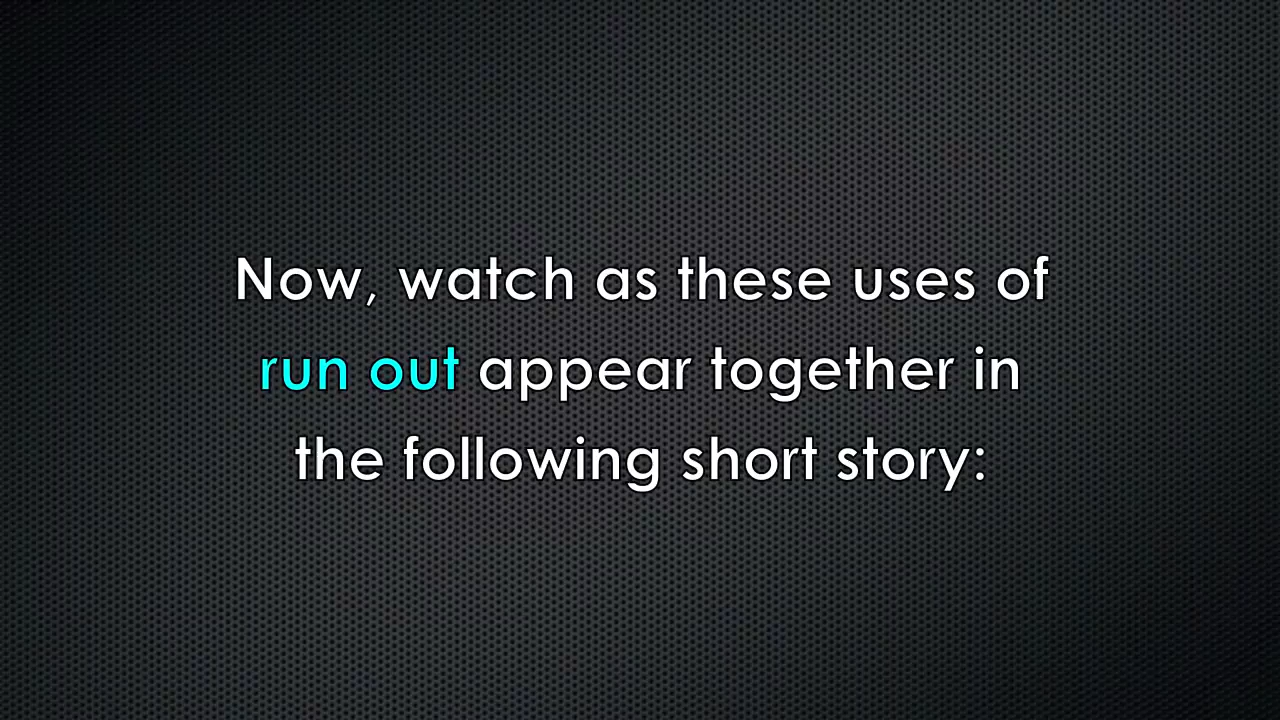 Now, watch as these uses of
run out appear together in
the following short story: